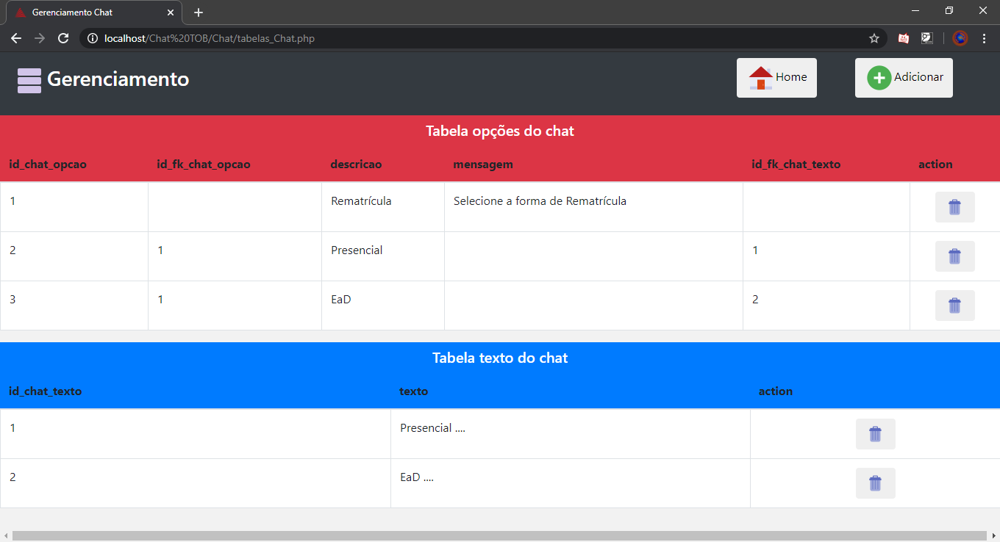 Gerenciamento Chat
localhost/Chat%20TOB/Chat/tabelas_Chat.php
Gerenciamento
Home
Adicionar
Tabela opções do chat
id_chat_opcao id_fk_chat_opcao descricao mensagem id_fk_chat_texto action
1 Rematrícula Selecione a forma de Rematrícula
2 1 Presencial 1
3 1 EaD 2
Tabela texto do chat
id_chat_texto texto action
1 Presencial ....
2 EaD ....